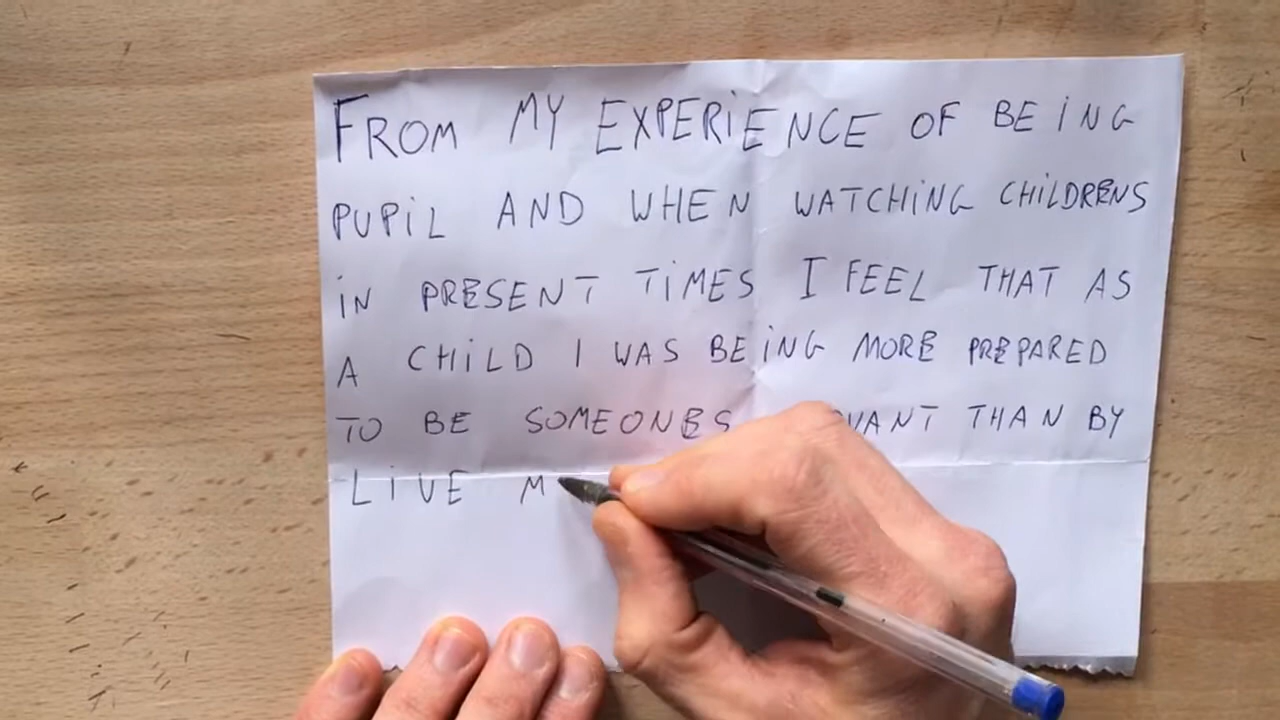 FROM MY EXPERIENCE OF BEING
PUPIL AND WHEN WATCHING CHILDRENS
IN PRESENT TIMES I FEEL THAT AS
A CHILD I WAS BEING MORE PREPARED
TO BE SOMEONES THAN BY
LIVE M